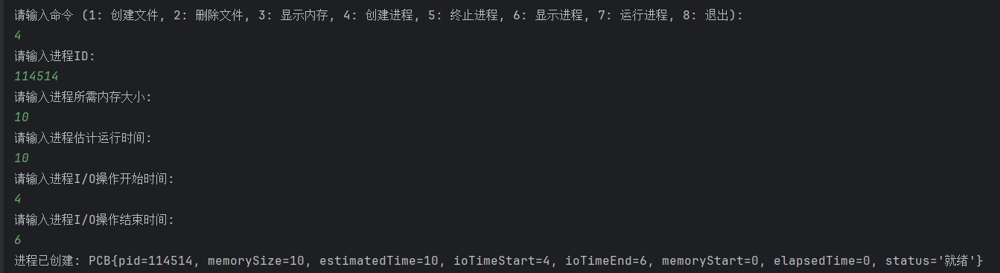 请输入命令 (1: 创建文件, 2: 删除文件, 3: 显示内存, 4: 创建进程, 5: 终止进程, 6: 显示进程, 7: 运行进程, 8: 退出):
4
请输入进程ID:
114514
请输入进程所需内存大小:
10
请输入进程估计运行时间:
10
请输入进程I/O操作开始时间:
4
请输入进程I/O操作结束时间:
6
进程已创建: PCB{pid=114514, memorySize=10, estimatedTime=10, ioTimeStart=4, ioTimeEnd=6, memoryStart=0, elapsedTime=0, status='就绪'}